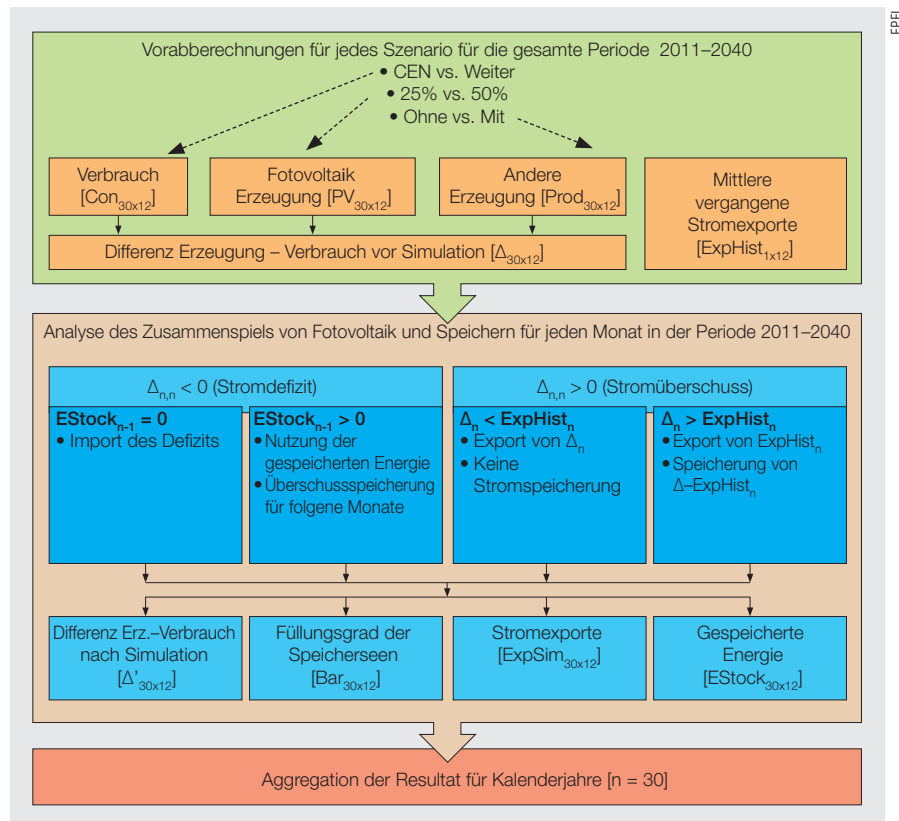 EPFL
Vorabberechnungen für jedes Szenario für die gesamte Periode 2011–2040
• CEN vs. Weiter
• 25% vs. 50%
• Ohne vs. Mit
Verbrauch
[Con30x12]
Fotovoltaik
Erzeugung [PV30x12]
Andere
Erzeugung [Prod30x12]
Mittlere
vergangene
Stromexporte
[ExpHist1x12]
Differenz Erzeugung – Verbrauch vor Simulation [Δ30x12]
Analyse des Zusammenspiels von Fotovoltaik und Speichern für jeden Monat in der Periode 2011–2040
Δn,n < 0 (Stromdefizit)
Δn,n > 0 (Stromüberschuss)
EStockn-1 = 0
• Import des Defizits
EStockn-1 > 0
• Nutzung der
gespeicherten Energie
• Überschussspeicherung
für folgene Monate
Δn < ExpHistn
• Export von Δn
• Keine
Stromspeicherung
Δn > ExpHistn
• Export von ExpHistn
• Speicherung von
Δ–ExpHistn
Differenz Erz.–Verbrauch
nach Simulation
[Δ'30x12]
Füllungsgrad der
Speicherseen
[Bar30x12]
Stromexporte
[ExpSim30x12]
Gespeicherte
Energie
[EStock30x12]
Aggregation der Resultat für Kalenderjahre [n = 30]